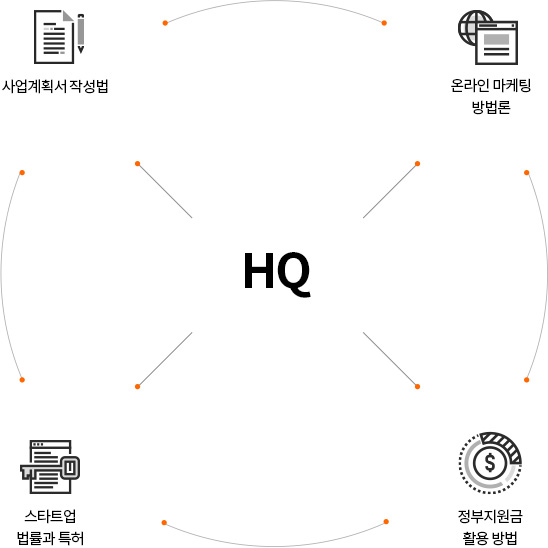 사업계획서 작성법
온라인 마케팅
방법론
HQ
스타트업
법률과 특허
정부지원금
활용 방법